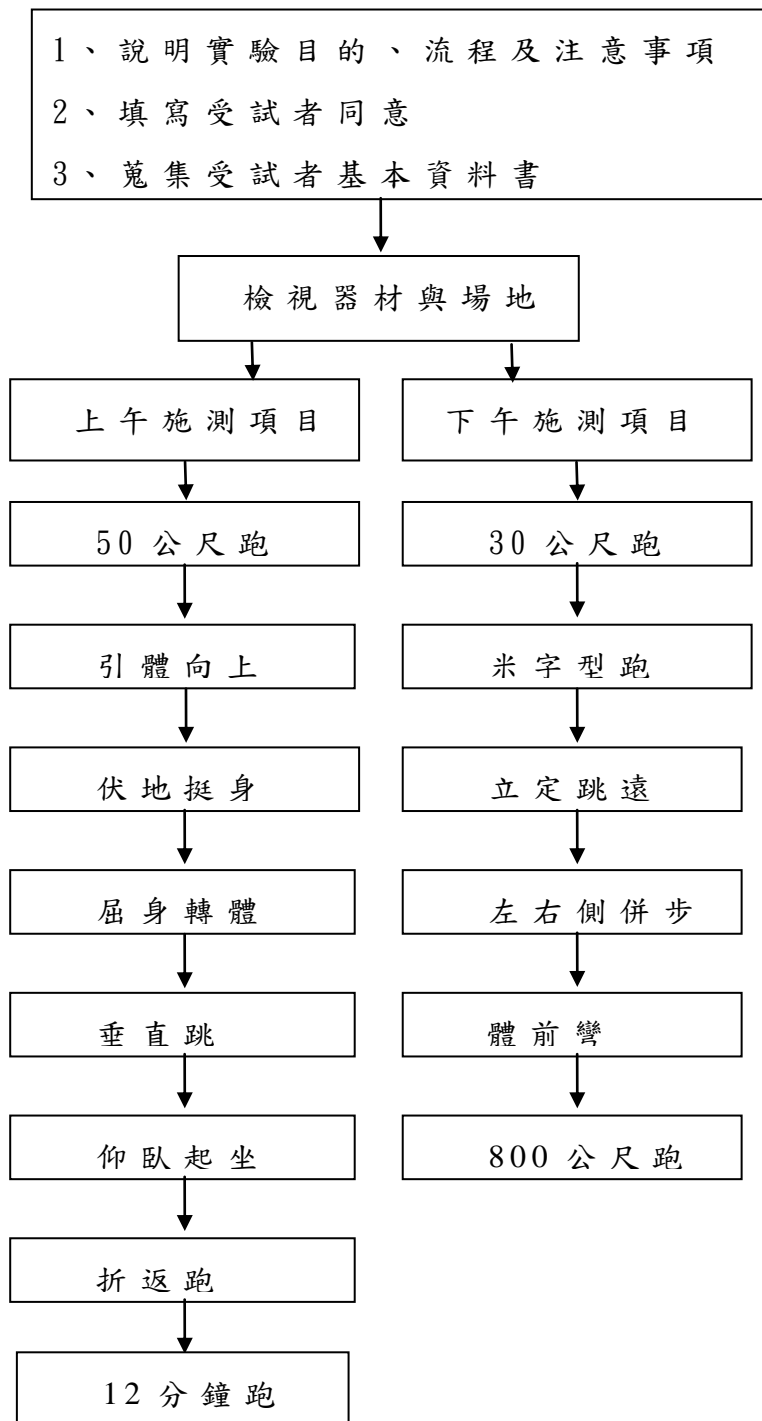 1、說明實驗目的、流程及注意事項
2、填寫受試者同意
3、蒐集受試者基本資料書
檢視器材與場地
上午施測項目
50公尺跑
引體向上
伏地挺身
屈身轉體
垂直跳
仰臥起坐
折返跑
12分鐘跑
下午施測項目
30公尺跑
米字型跑
立定跳遠
左右側併步
體前彎
800公尺跑